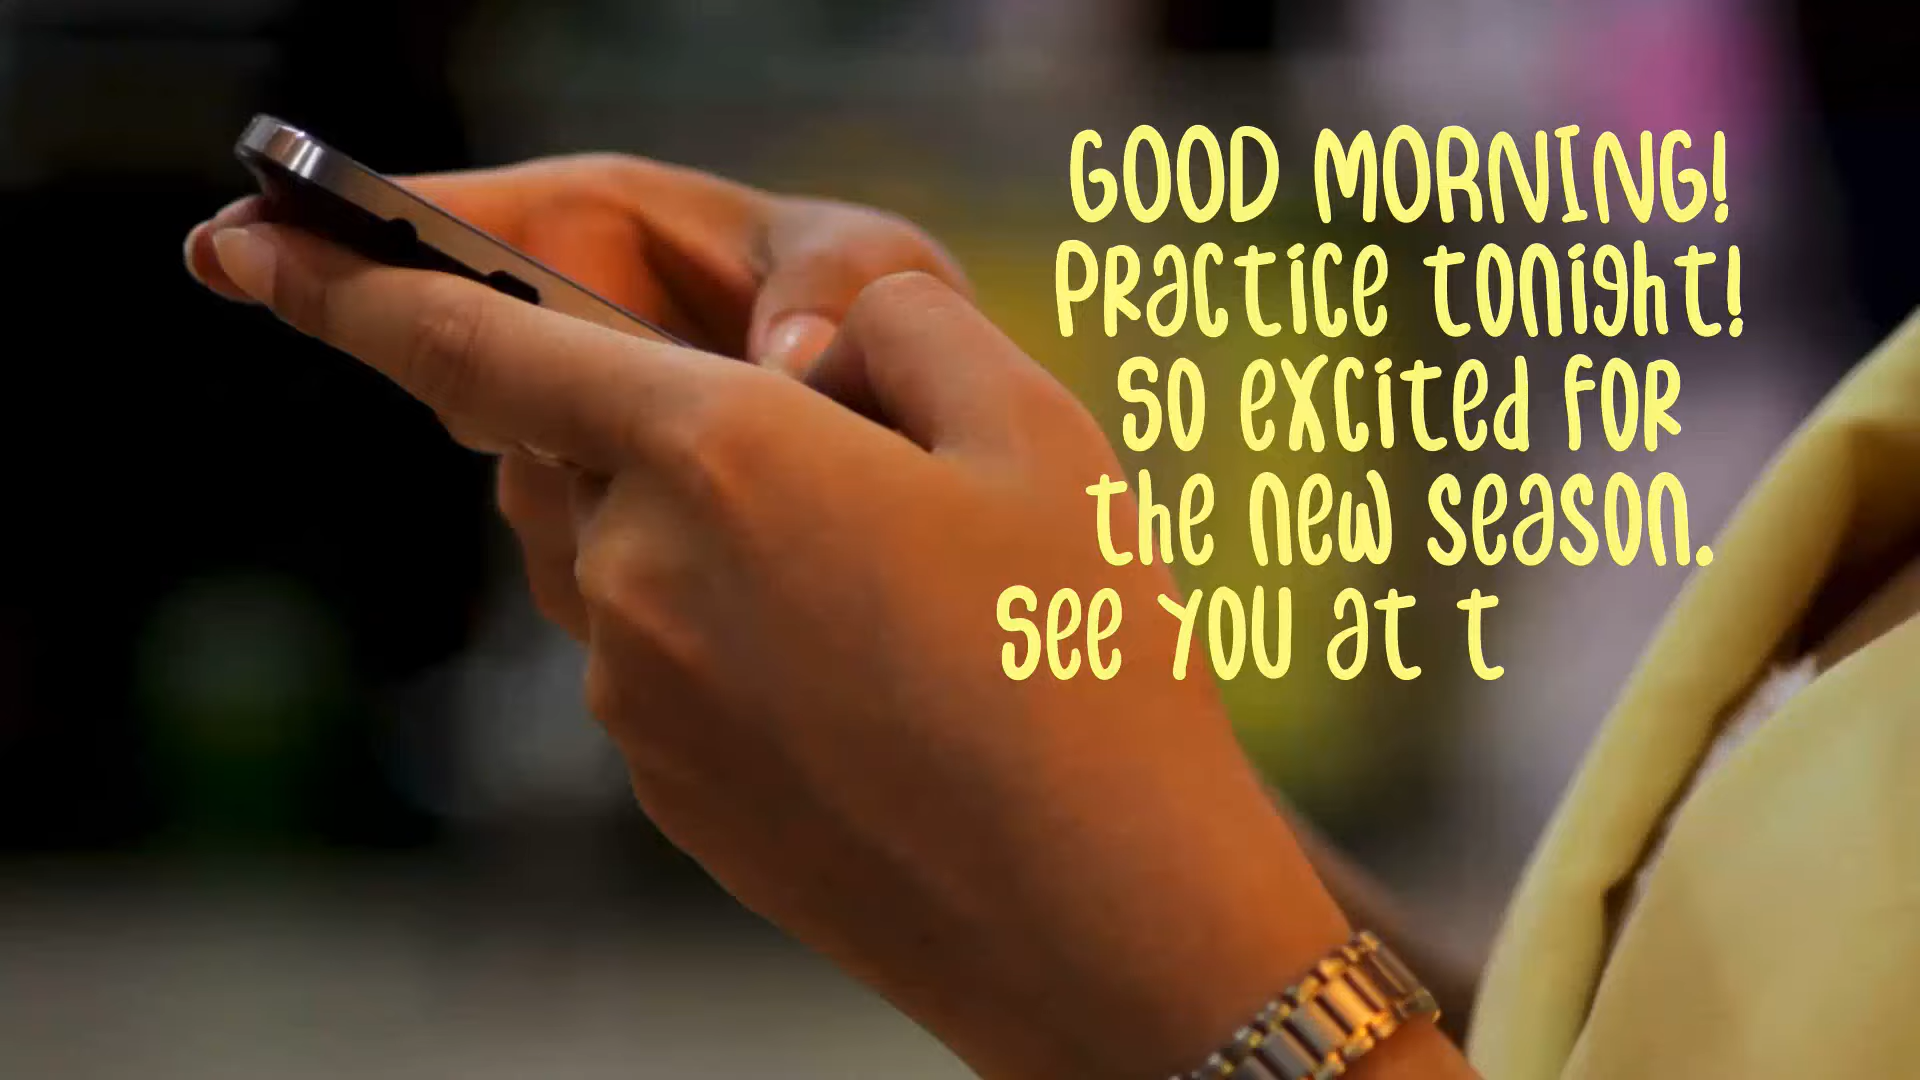 GOOD MORNING!
Practice tonight!
So excited for
the new season.
See you at t